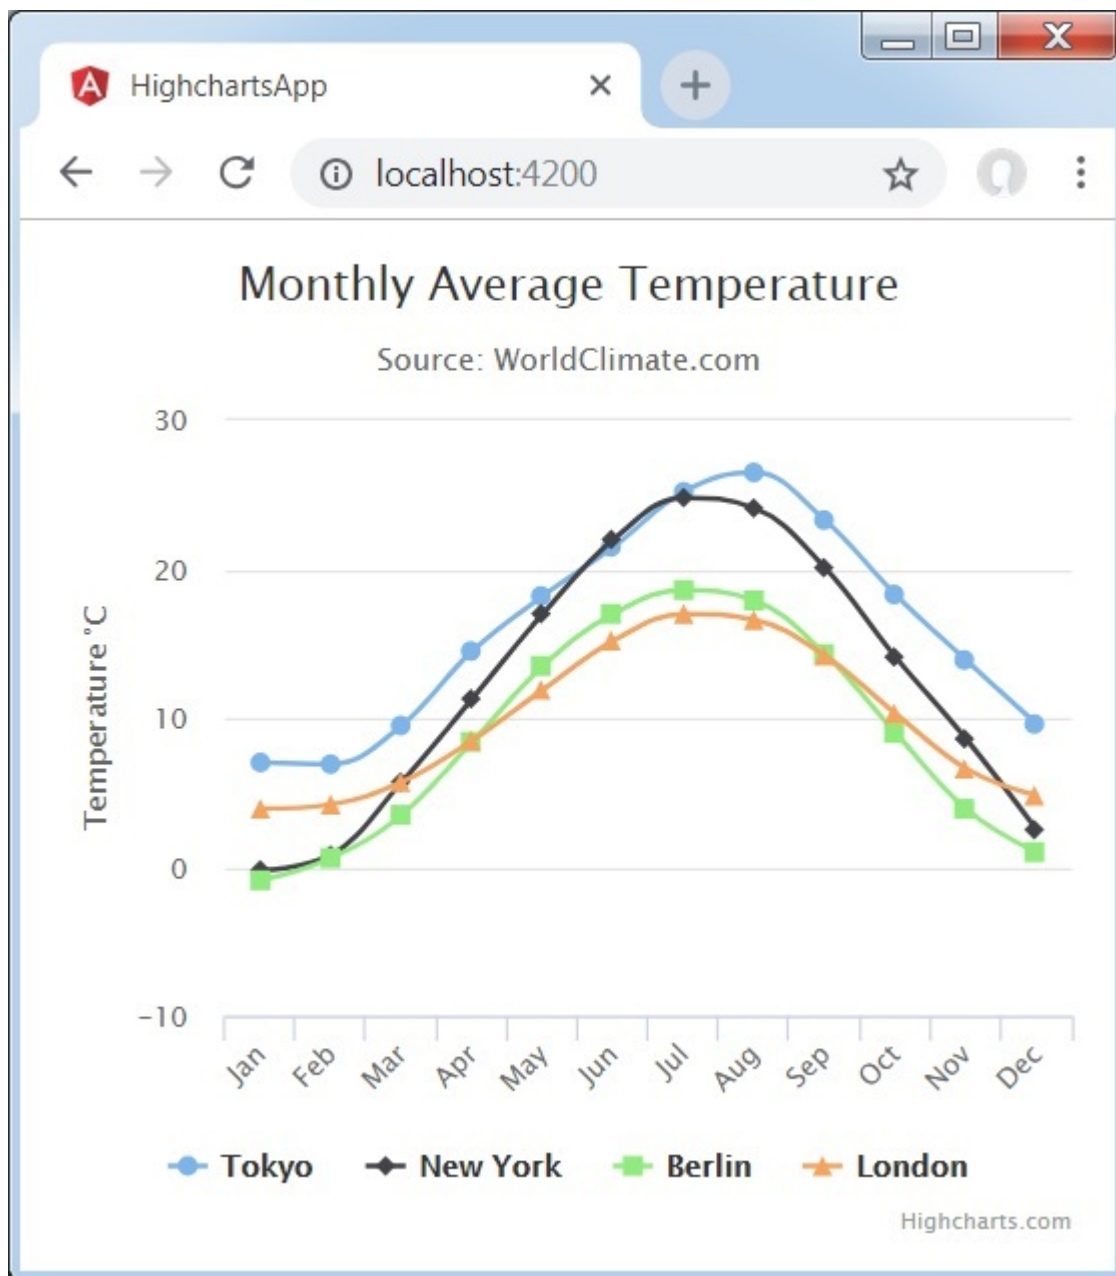 HighchartsApp
localhost:4200
Monthly Average Temperature
Source: WorldClimate.com
30
20
10
0
-10
Temperature °C
Jan Feb Mar Apr May Jun Jul Aug Sep Oct Nov Dec
Tokyo New York Berlin London
Highcharts.com